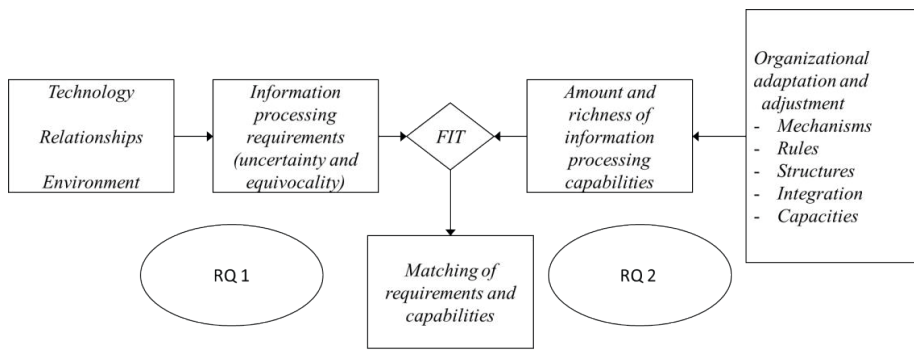 Technology
Relationships
Environment
Information
processing
requirements
(uncertainty and
equivocality)
FIT
Amount and
richness of
information
processing
capabilities
Organizational
adaptation and
adjustment
- Mechanisms
- Rules
- Structures
- Integration
- Capacities
RQ 1
Matching of
requirements and
capabilities
RQ 2